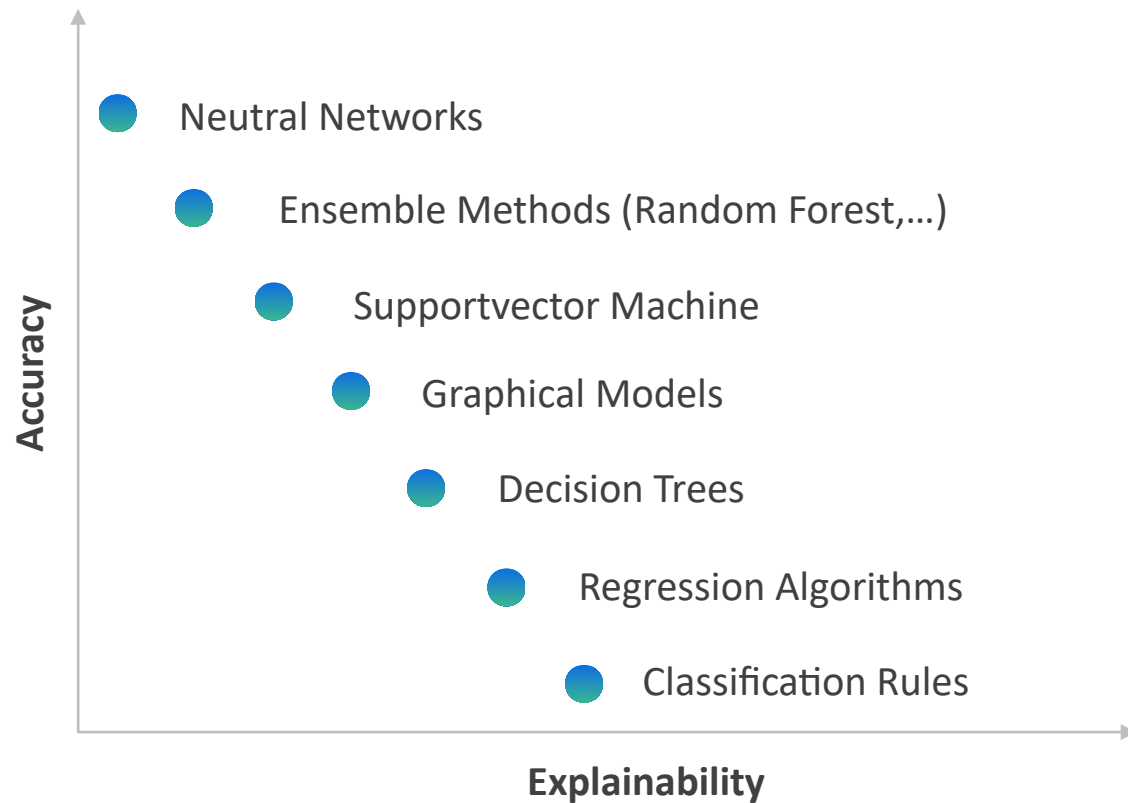 Neutral Networks
Ensemble Methods (Random Forest,...)
Supportvector Machine
Accuracy
Graphical Models
Decision Trees
Regression Algorithms
Classification Rules
Explainability